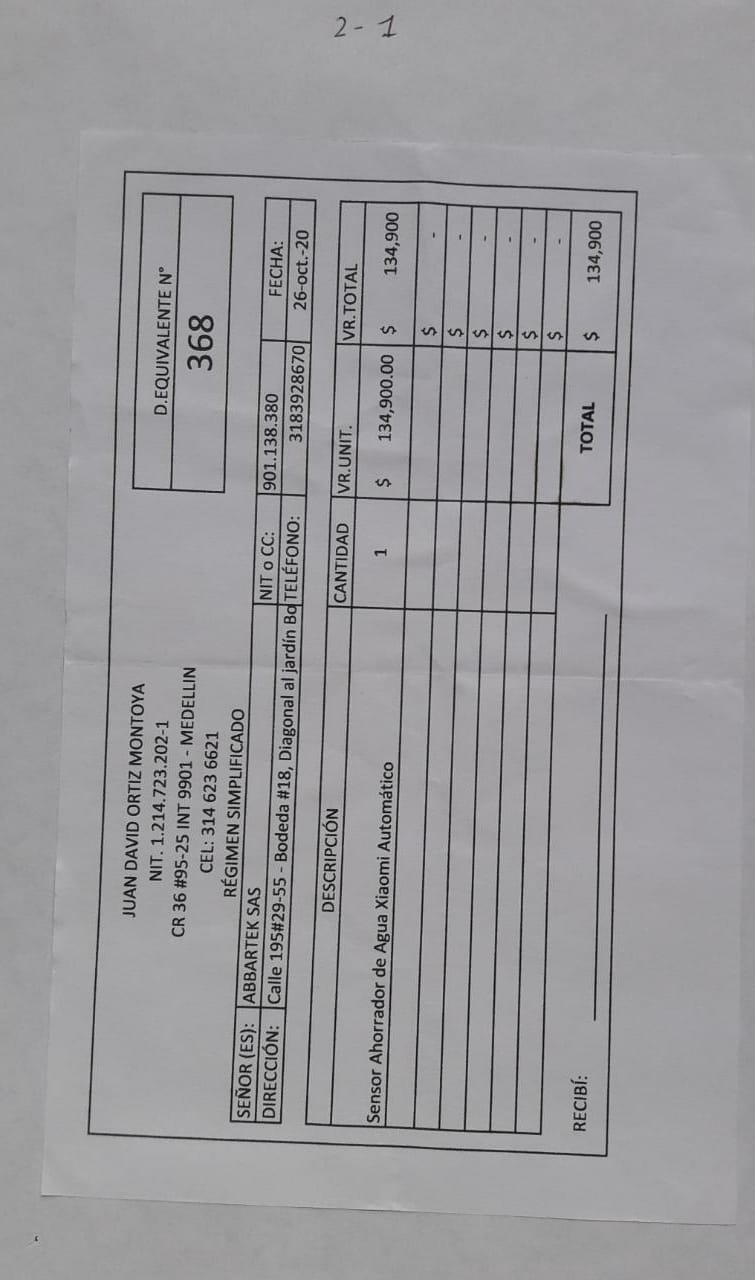 JUAN DAVID ORTIZ MONTOYA
NIT. 1.214.723.202-1
CR 36 #95-25 INT 9901 - MEDELLIN
CEL: 314 623 6621
RÉGIMEN SIMPLIFICADO
D.EQUIVALENTE N°
368
SEÑOR (ES): ABBARTEK SAS NIT o CC: 901.138.380 FECHA:
DIRECCIÓN: Calle 195#29-55 - Bodeda #18, Diagonal al jardín Bo TELÉFONO: 3183928670 26-oct.-20
DESCRIPCIÓN CANTIDAD VR.UNIT. VR.TOTAL
Sensor Ahorrador de Agua Xiaomi Automático 1 $ 134,900.00 $ 134,900
$ -
$ -
$ -
$ -
$ -
$ -
RECIBÍ: TOTAL $ 134,900
2-1